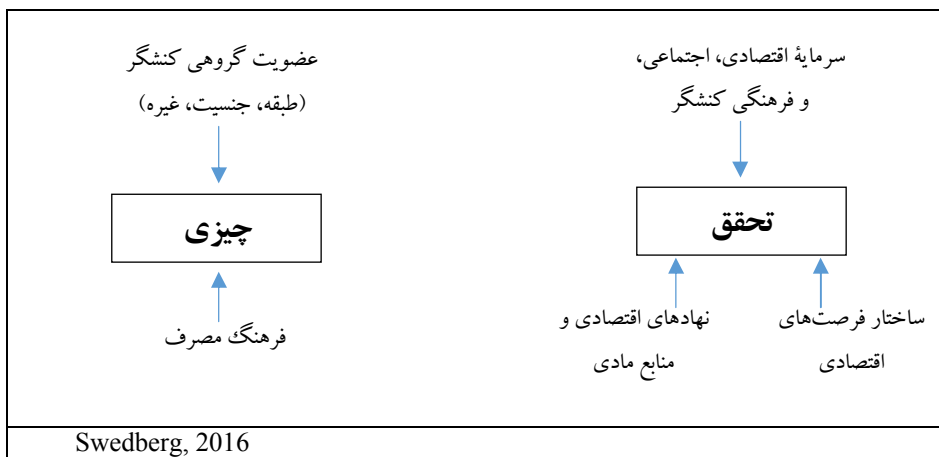 سرمایۀ اقتصادی، اجتماعی،
و فرهنگی کنشگر
عضویت گروهی کنشگر
(طبقه، جنسیت، غیره)
تحقق
چیزی
ساختار فرصت‌های
اقتصادی
نهادهای اقتصادی و
منابع مادی
فرهنگ مصرف
Swedberg, 2016